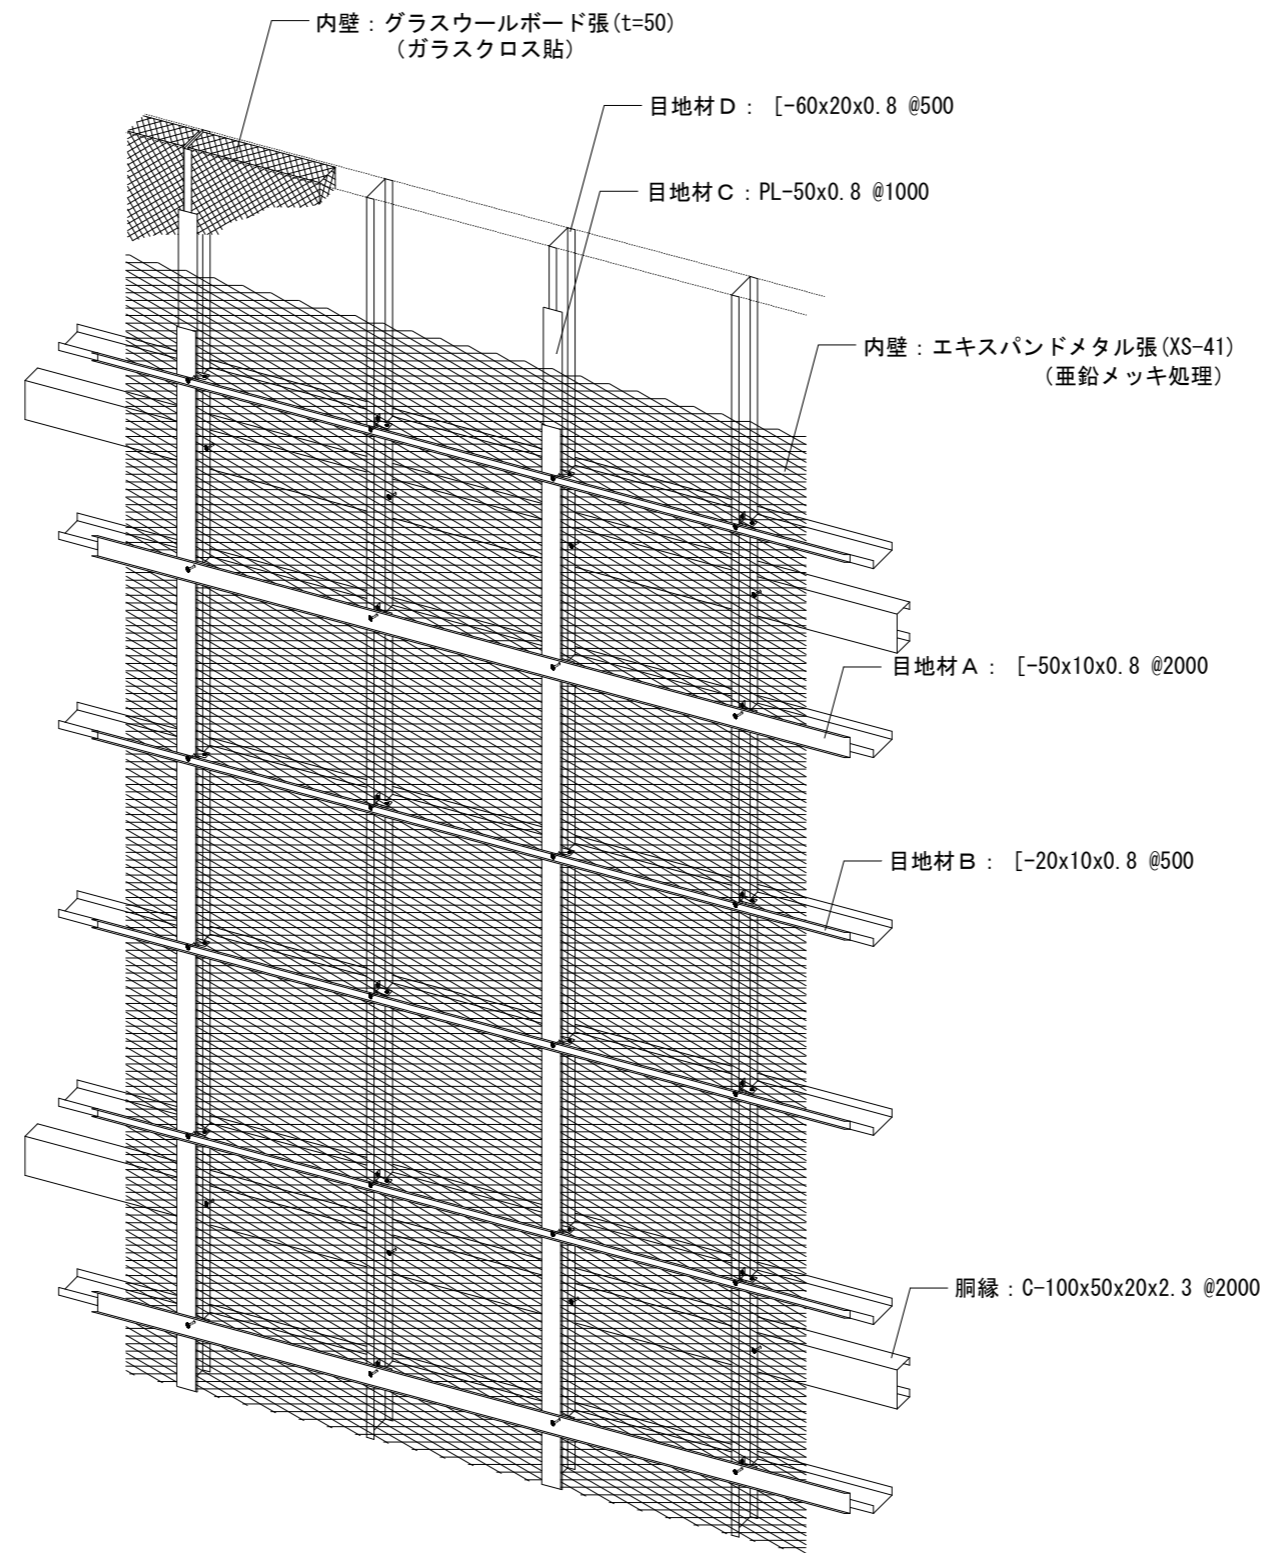 内壁：グラスウールボード張(t=50)
（ガラスクロス貼）
目地材Ｄ： [-60x20x0.8 @500
目地材Ｃ：PL-50x0.8 @1000
内壁：エキスパンドメタル張(XS-41)
（亜鉛メッキ処理）
目地材Ａ： [-50x10x0.8 @2000
目地材Ｂ： [-20x10x0.8 @500
胴縁：C-100x50x20x2.3 @2000